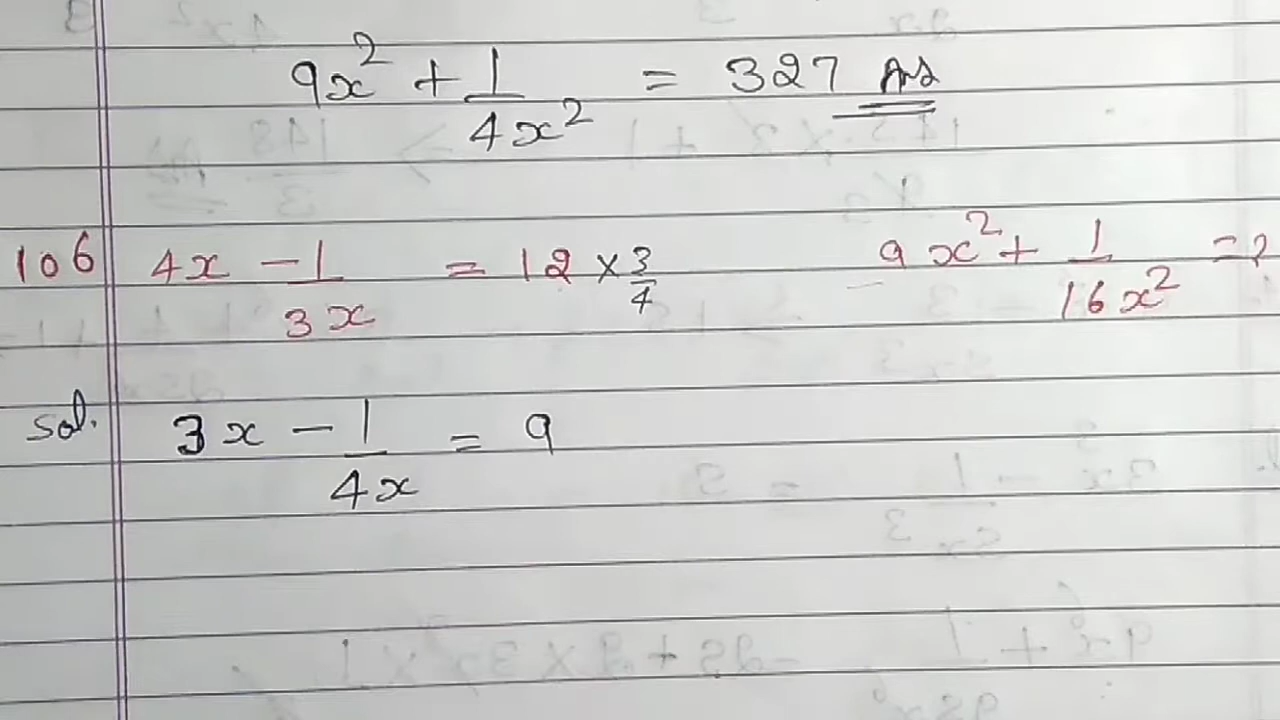 9x² + 1/4x² = 327 Ans
106 4x - 1/3x = 12 × 3/4 9x² + 1/16x² = ?
Sol. 3x - 1/4x = 9